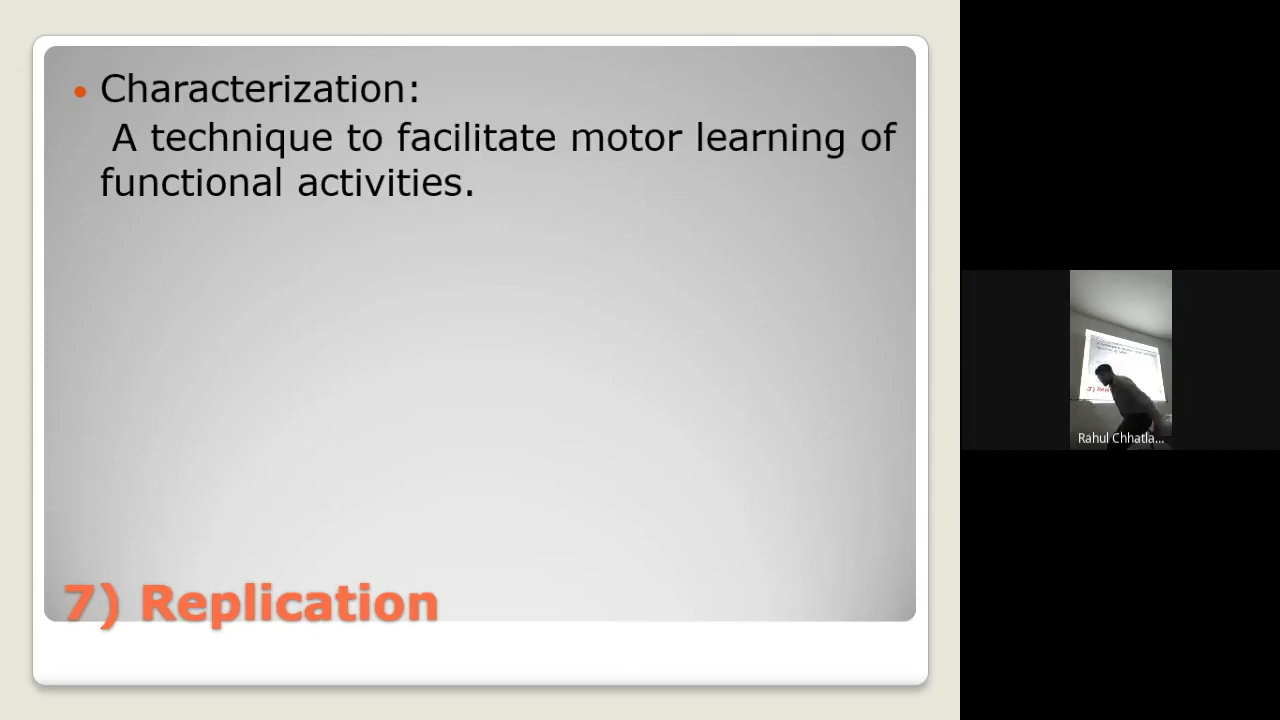 Characterization:
A technique to facilitate motor learning of
functional activities.
7) Replication
Rahul Chhatla...